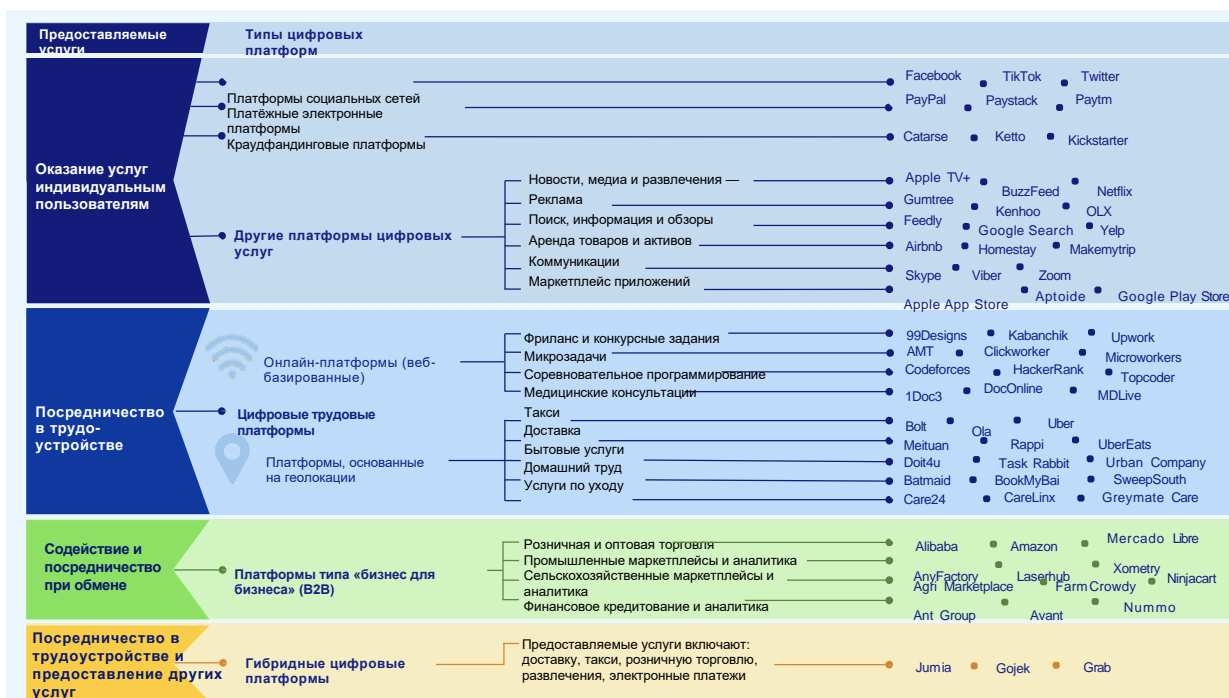 Предоставляемые
услуги
Типы цифровых
платформ
Оказание услуг
индивидуальным
пользователям
Платформы социальных сетей
Платёжные электронные
платформы
Краудфандинговые платформы
Facebook TikTok Twitter
PayPal Paystack Paytm
Catarse Ketto Kickstarter
Другие платформы цифровых
услуг
Новости, медиа и развлечения —
Apple TV+ BuzzFeed Netflix
Реклама
Gumtree Kenhoo OLX
Поиск, информация и обзоры
Feedly Google Search Yelp
Аренда товаров и активов
Airbnb Homestay Makemytrip
Коммуникации
Skype Viber Zoom
Маркетплейс приложений
Apple App Store Aptoide Google Play Store
Посредничество
в трудо-
устройстве
Цифровые трудовые
платформы
Онлайн-платформы (веб-
базированные)
Фриланс и конкурсные задания
99Designs Kabanchik Upwork
Микрозадачи
AMT Clickworker Microworkers
Соревновательное программирование
Codeforces HackerRank Topcoder
Медицинские консультации
1Doc3 DocOnline MDLive
Платформы, основанные
на геолокации
Такси
Bolt Ola Uber
Доставка
Meituan Rappi UberEats
Бытовые услуги
Doit4u Task Rabbit Urban Company
Домашний труд
Batmaid BookMyBai SweepSouth
Услуги по уходу
Care24 CareLinx Greymate Care
Содействие и
посредничество
при обмене
Платформы типа «бизнес для
бизнеса» (B2B)
Розничная и оптовая торговля
Alibaba Amazon Mercado Libre
Промышленные маркетплейсы и аналитика
AnyFactory Laserhub Xometry
Сельскохозяйственные маркетплейсы и
аналитика
Agri Marketplace FarmCrowdy Ninjacart
Финансовое кредитование и аналитика
Ant Group Avant Nummo
Посредничество в
трудоустройстве и
предоставление других
услуг
Гибридные цифровые
платформы
Предоставляемые услуги включают:
доставку, такси, розничную торговлю,
развлечения, электронные платежи
Jumia Gojek Grab